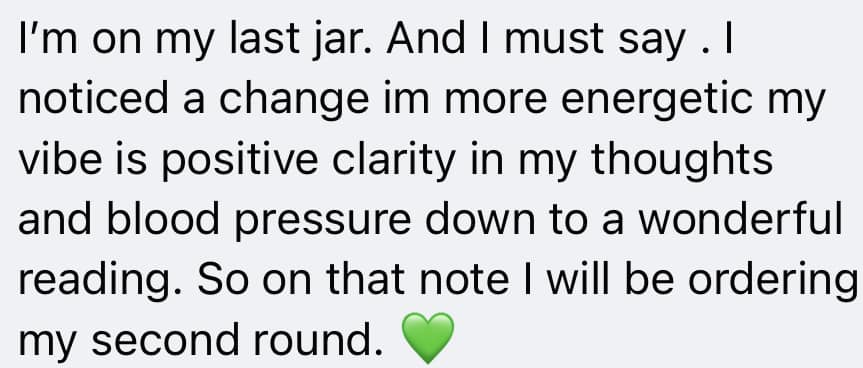 I’m on my last jar. And I must say . I
noticed a change im more energetic my
vibe is positive clarity in my thoughts
and blood pressure down to a wonderful
reading. So on that note I will be ordering
my second round. 💚